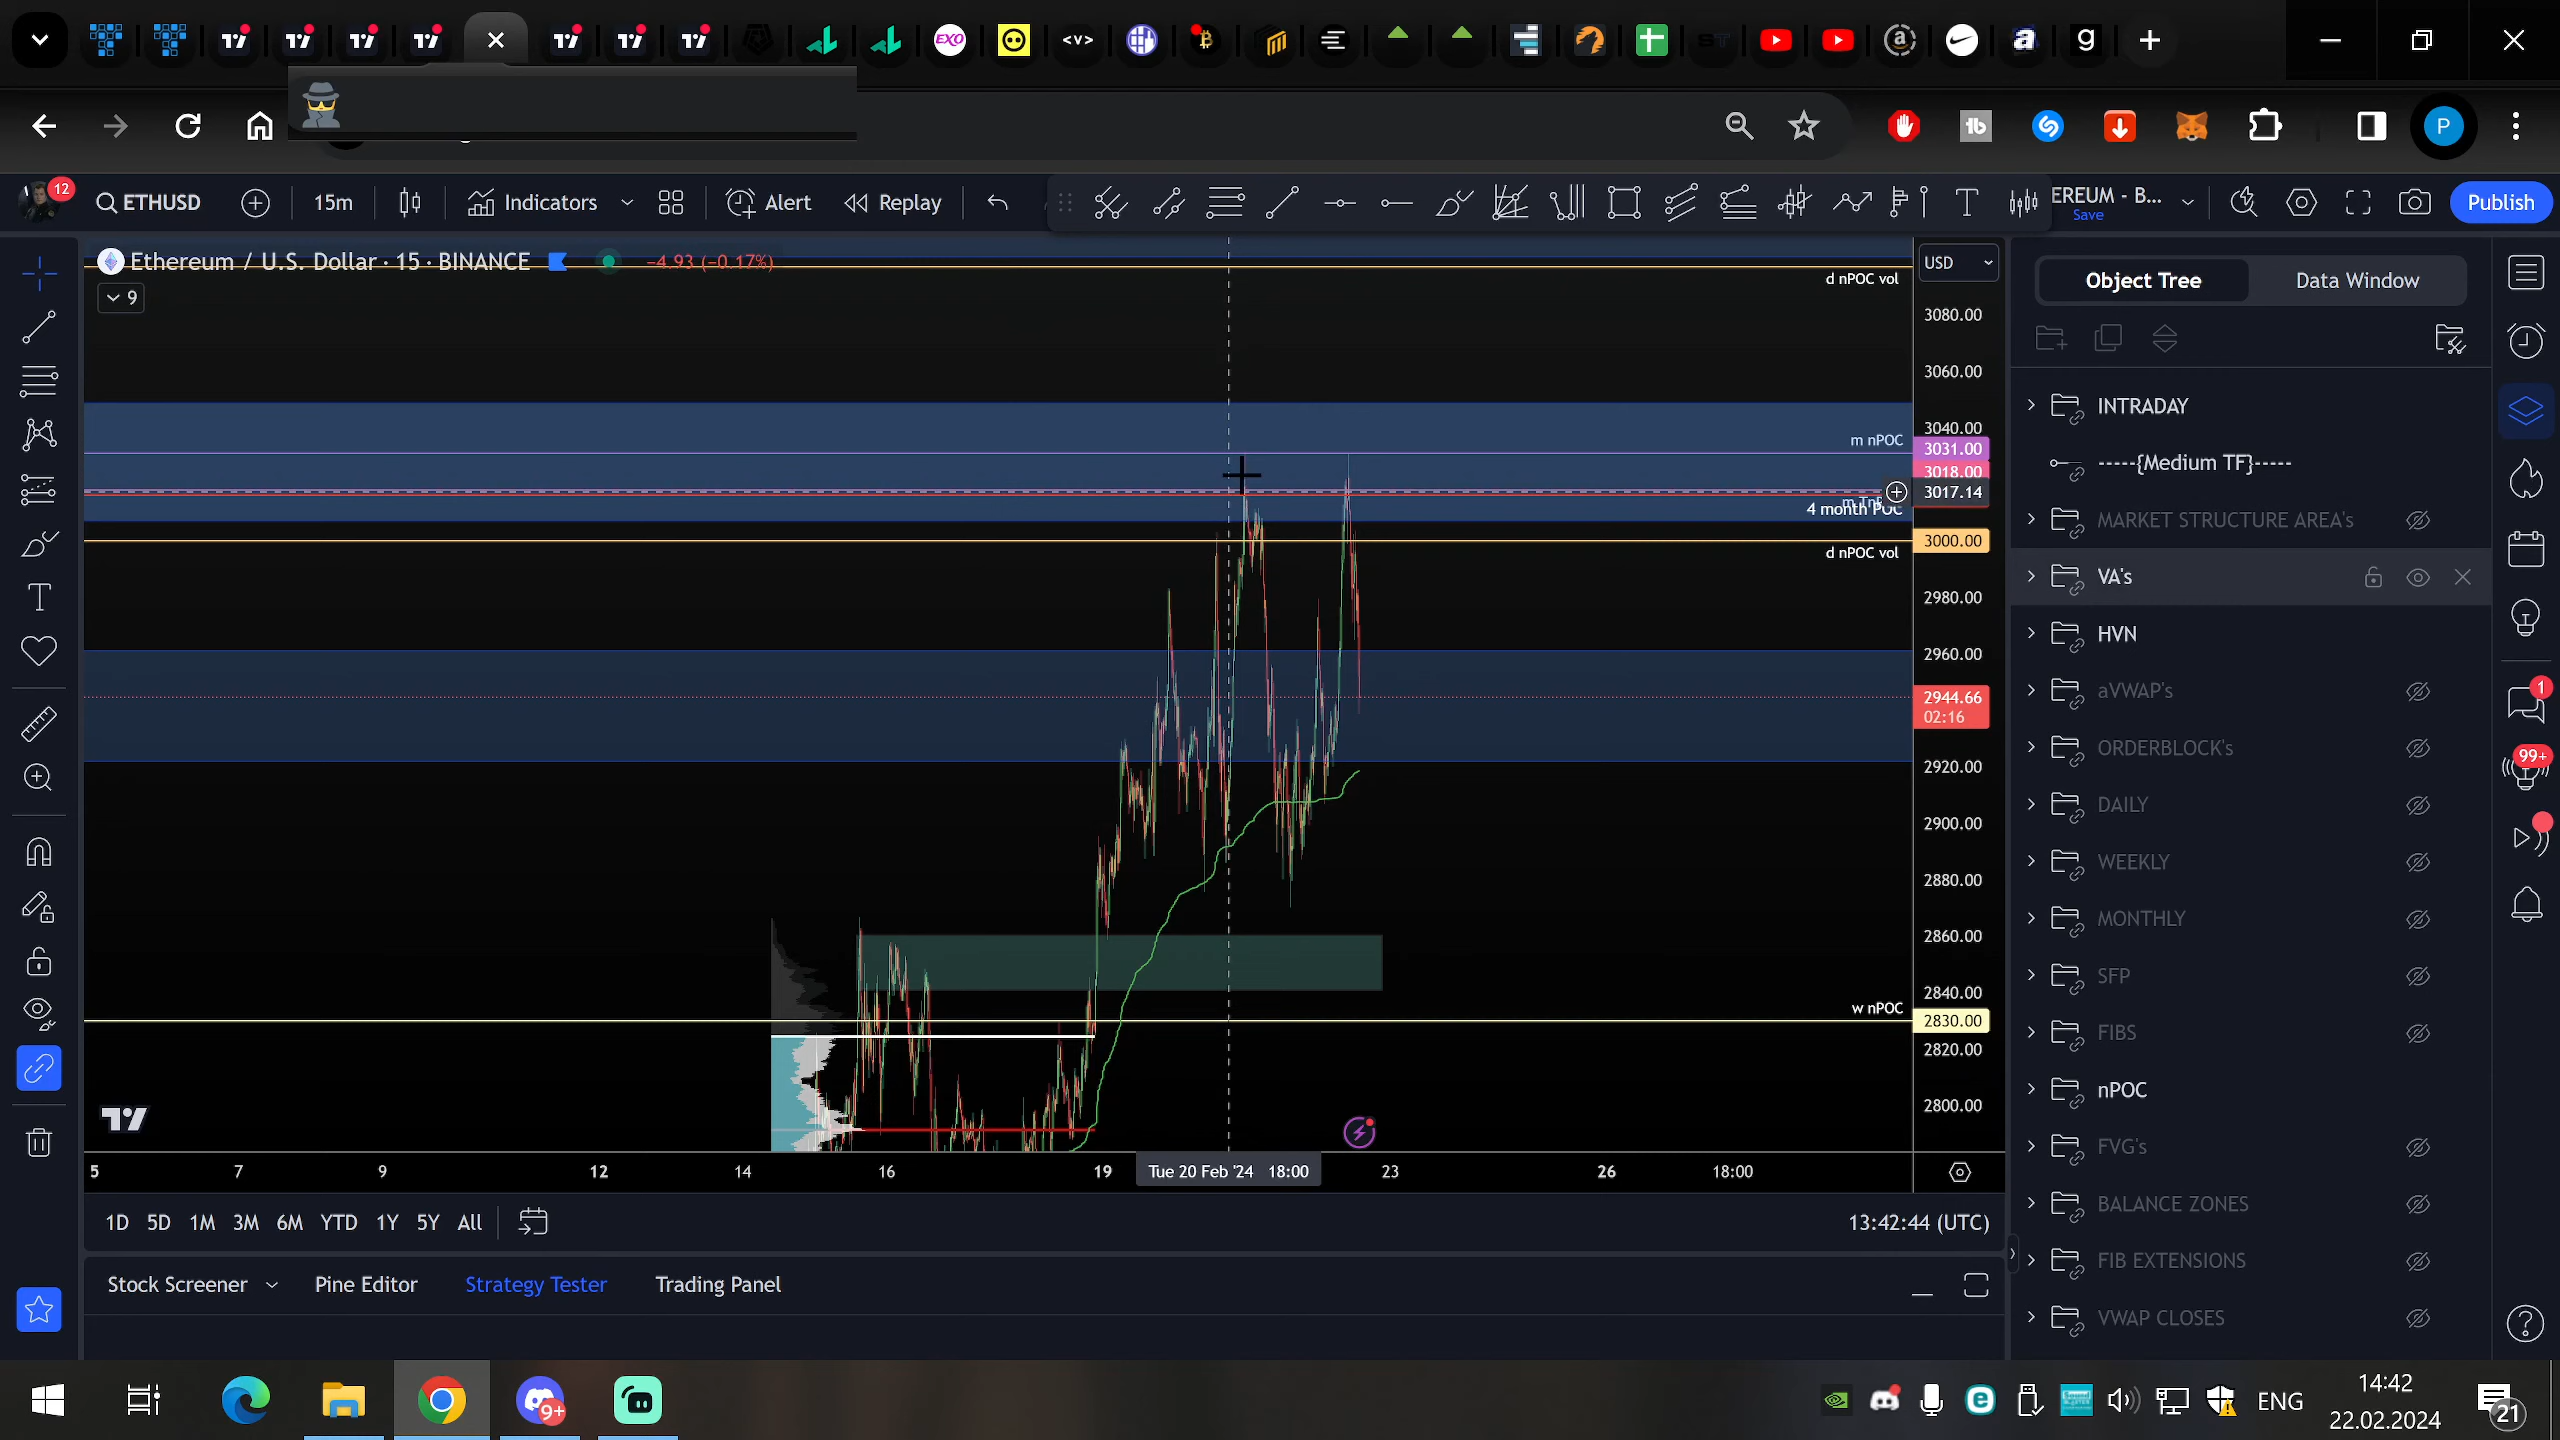 EXO
<v>
g
P
12
ETHUSD
15m
Indicators
Alert
Replay
EREUM - B...
Save
Publish
Ethereum / U.S. Dollar · 15 · BINANCE
−4.93 (−0.17%)
9
USD
d nPOC vol
3080.00
3060.00
3040.00
m nPOC
3031.00
3018.00
3017.14
4 month POC
3000.00
d nPOC vol
2980.00
2960.00
2944.66
02:16
2920.00
2900.00
2880.00
2860.00
2840.00
w nPOC
2830.00
2820.00
2800.00
5
7
9
12
14
16
19
Tue 20 Feb '24 18:00
23
26
18:00
1D
5D
1M
3M
6M
YTD
1Y
5Y
All
13:42:44 (UTC)
Stock Screener
Pine Editor
Strategy Tester
Trading Panel
Object Tree
Data Window
INTRADAY
-----{Medium TF}-----
MARKET STRUCTURE AREA's
VA's
HVN
aVWAP's
ORDERBLOCK's
DAILY
WEEKLY
MONTHLY
SFP
FIBS
nPOC
FVG's
BALANCE ZONES
FIB EXTENSIONS
VWAP CLOSES
1
99+
9+
ENG
14:42
22.02.2024
21